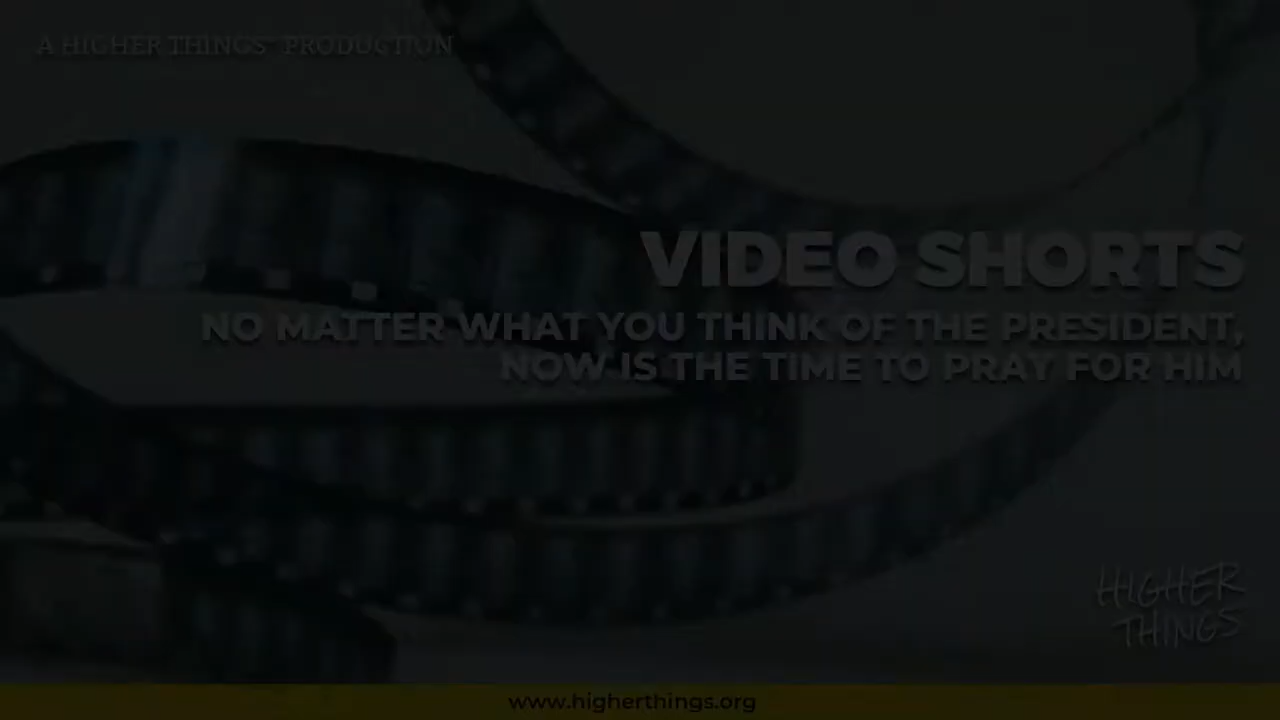 A HIGHER THINGS® PRODUCTION
VIDEO SHORTS
NO MATTER WHAT YOU THINK OF THE PRESIDENT,
NOW IS THE TIME TO PRAY FOR HIM
HIGHER
THINGS
www.higherthings.org